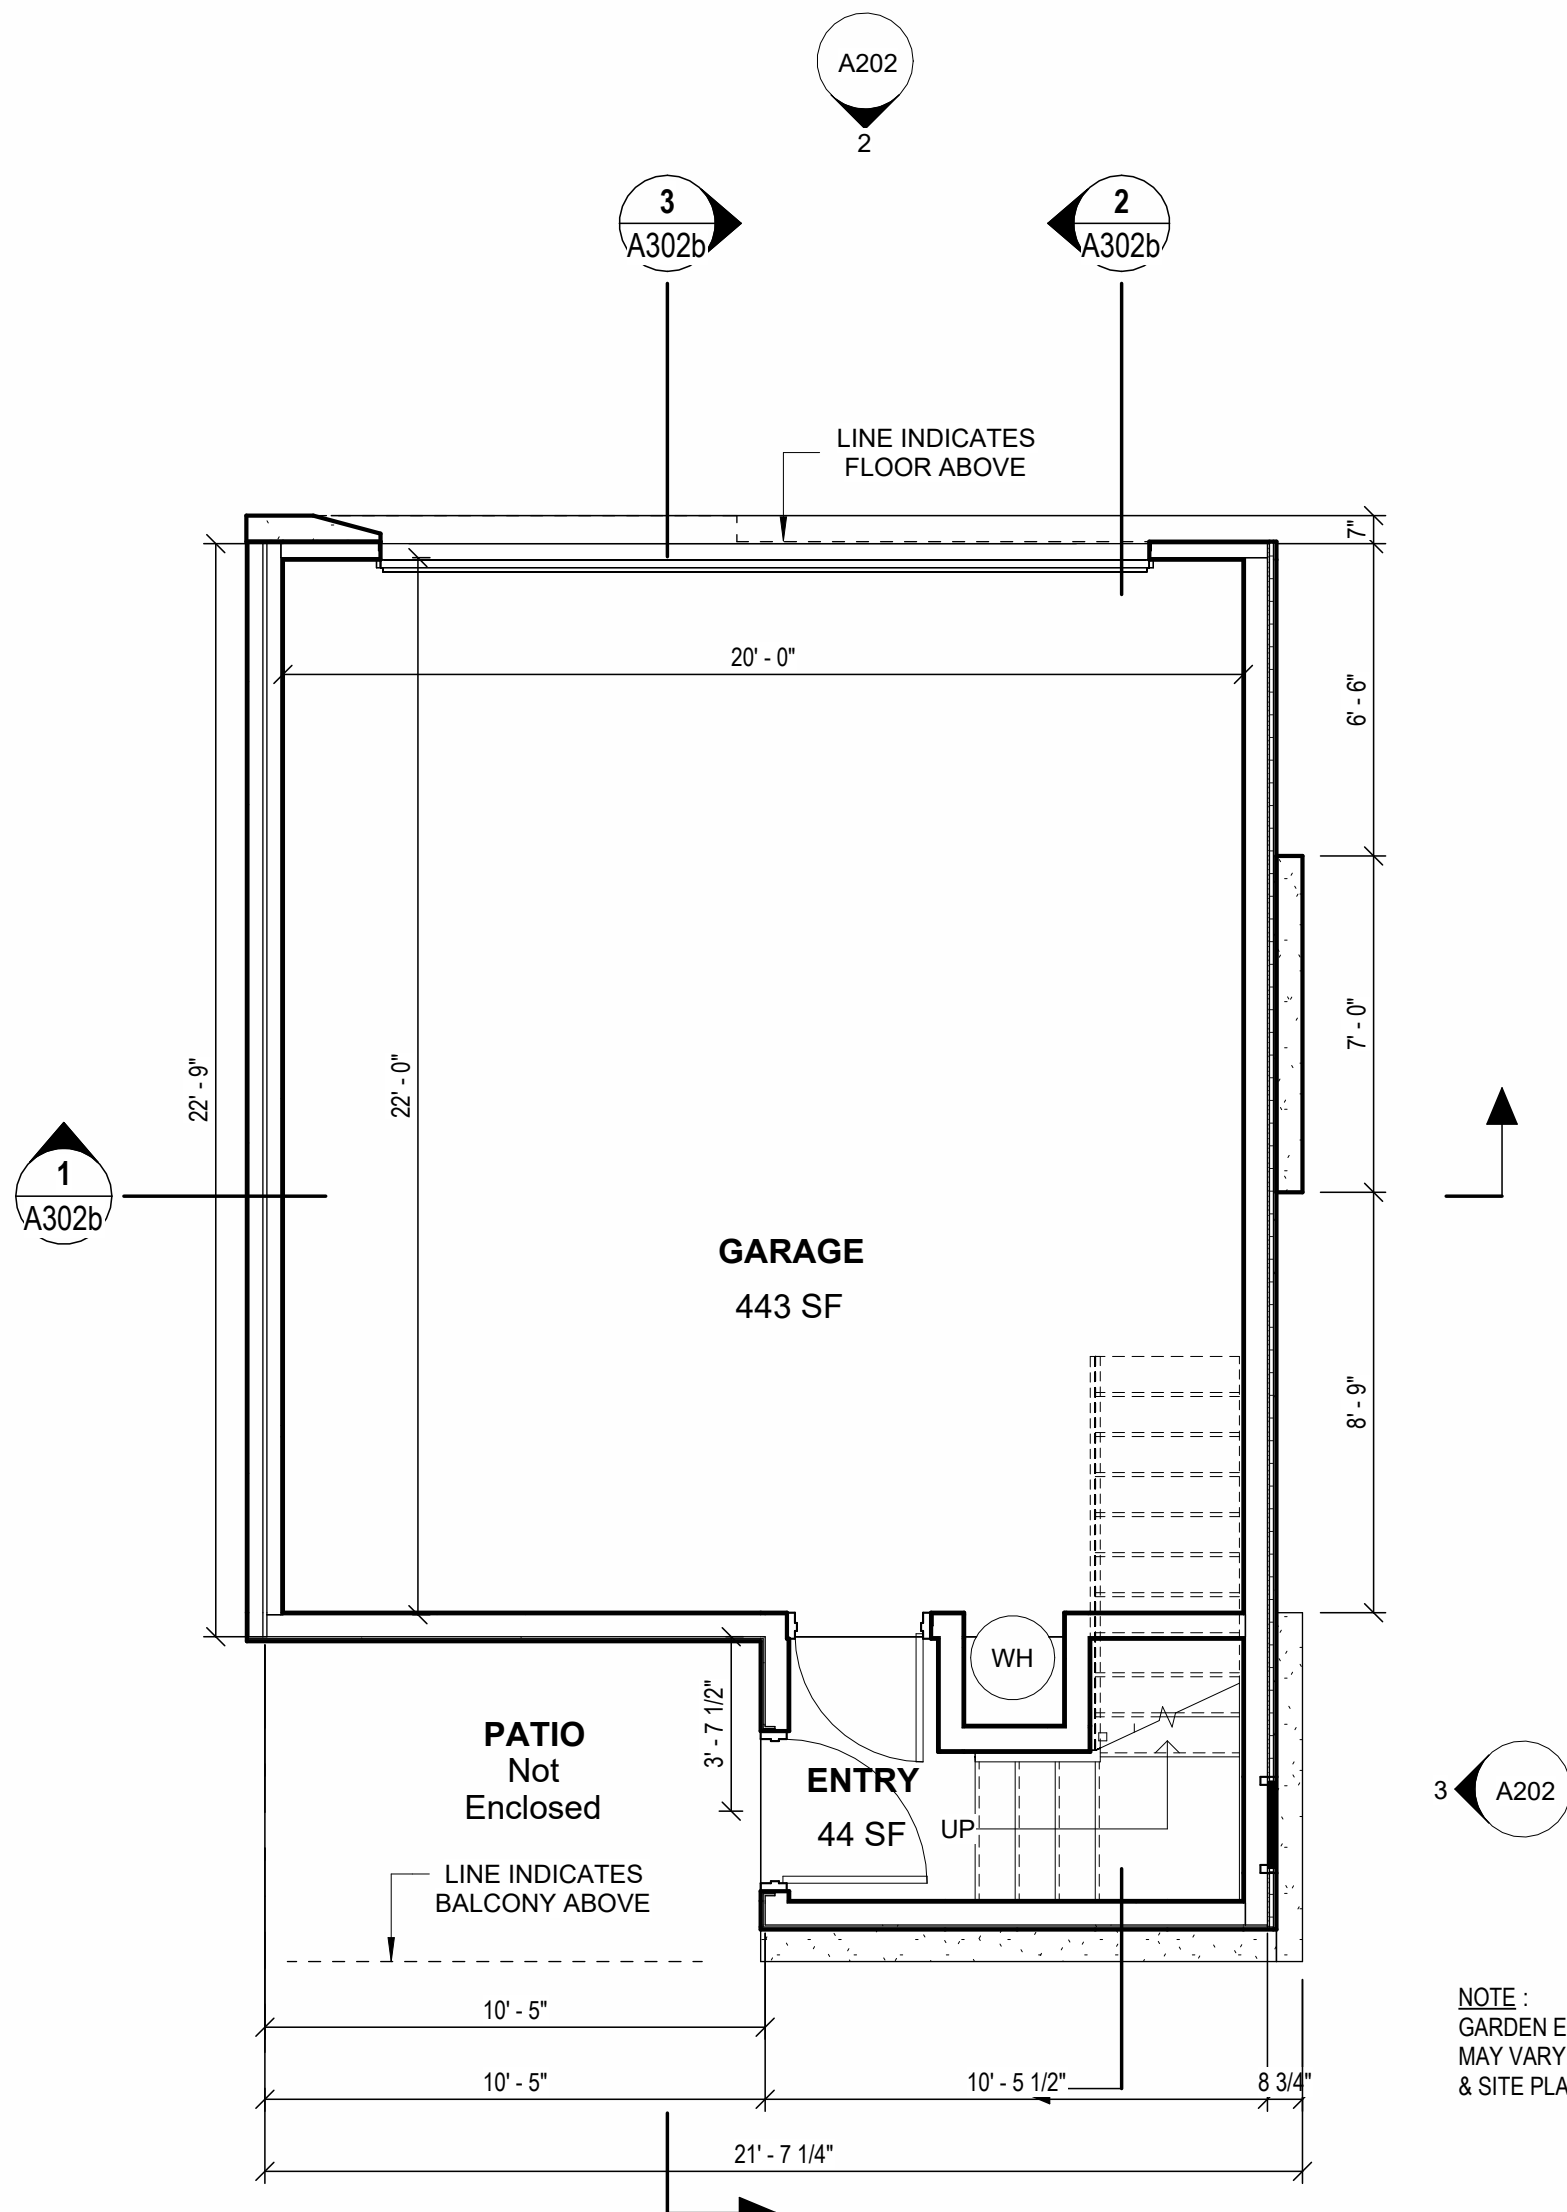 A202
2
3
A302b
2
A302b
LINE INDICATES
FLOOR ABOVE
7"
20' - 0"
6' - 6"
22' - 9"
22' - 0"
7' - 0"
1
A302b
GARAGE
443 SF
8' - 9"
WH
3' - 7 1/2"
PATIO
Not
Enclosed
ENTRY
44 SF
UP
3
A202
LINE INDICATES
BALCONY ABOVE
10' - 5"
10' - 5"
10' - 5 1/2"
8 3/4"
21' - 7 1/4"
NOTE :
GARDEN E
MAY VARY
& SITE PLA